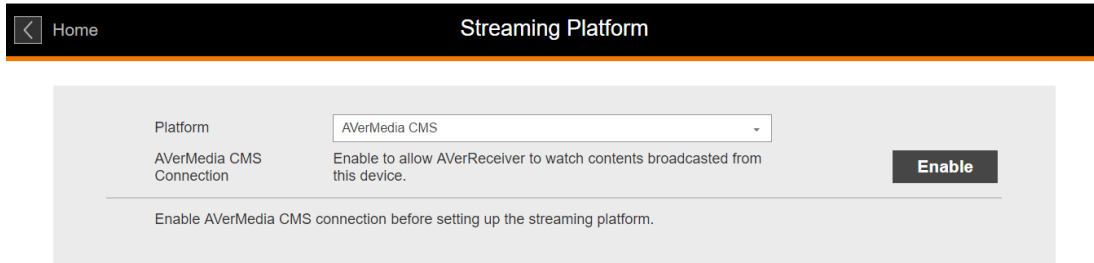 Home
Streaming Platform
Platform
AVerMedia CMS
AVerMedia CMS
Connection
Enable to allow AVerReceiver to watch contents broadcasted from
this device.
Enable
Enable AVerMedia CMS connection before setting up the streaming platform.